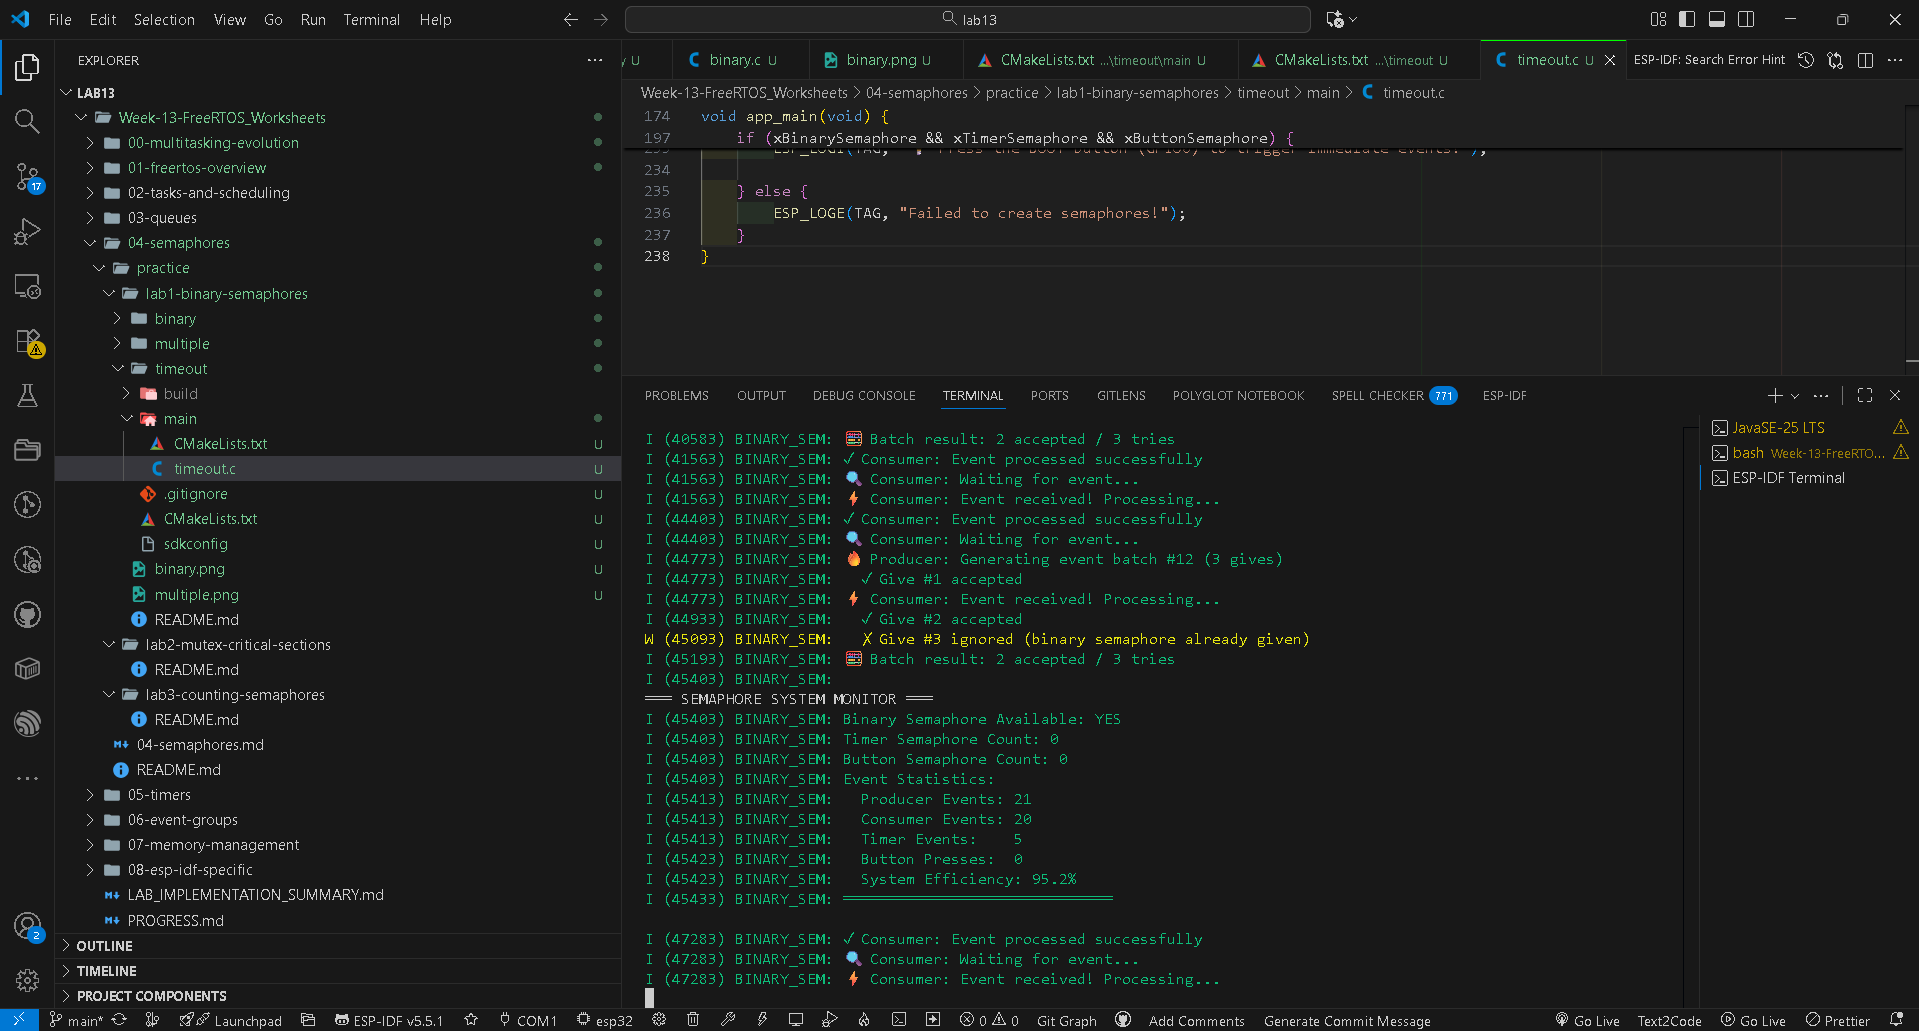 File Edit Selection View Go Run Terminal Help
lab13
EXPLORER
LAB13
Week-13-FreeRTOS_Worksheets
00-multitasking-evolution
01-freertos-overview
02-tasks-and-scheduling
03-queues
04-semaphores
practice
lab1-binary-semaphores
binary
multiple
timeout
build
main
CMakeLists.txt U
timeout.c U
.gitignore U
CMakeLists.txt U
sdkconfig U
binary.png U
multiple.png U
README.md
lab2-mutex-critical-sections
README.md
lab3-counting-semaphores
README.md
04-semaphores.md
README.md
05-timers
06-event-groups
07-memory-management
08-esp-idf-specific
LAB_IMPLEMENTATION_SUMMARY.md
PROGRESS.md
OUTLINE
TIMELINE
PROJECT COMPONENTS
17
2
y U binary.c U binary.png U CMakeLists.txt ...\timeout\main U CMakeLists.txt ...\timeout U timeout.c U ESP-IDF: Search Error Hint
Week-13-FreeRTOS_Worksheets > 04-semaphores > practice > lab1-binary-semaphores > timeout > main > timeout.c
174 void app_main(void) {
197 if (xBinarySemaphore && xTimerSemaphore && xButtonSemaphore) {
234
235 } else {
236 ESP_LOGE(TAG, "Failed to create semaphores!");
237 }
238 }
PROBLEMS OUTPUT DEBUG CONSOLE TERMINAL PORTS GITLENS POLYGLOT NOTEBOOK SPELL CHECKER 771 ESP-IDF
JavaSE-25 LTS
bash Week-13-FreeRTO...
ESP-IDF Terminal
I (40583) BINARY_SEM: 🧮 Batch result: 2 accepted / 3 tries
I (41563) BINARY_SEM: ✓ Consumer: Event processed successfully
I (41563) BINARY_SEM: 🔍 Consumer: Waiting for event...
I (41563) BINARY_SEM: ⚡ Consumer: Event received! Processing...
I (44403) BINARY_SEM: ✓ Consumer: Event processed successfully
I (44403) BINARY_SEM: 🔍 Consumer: Waiting for event...
I (44773) BINARY_SEM: 🔥 Producer: Generating event batch #12 (3 gives)
I (44773) BINARY_SEM: ✓ Give #1 accepted
I (44773) BINARY_SEM: ⚡ Consumer: Event received! Processing...
I (44933) BINARY_SEM: ✓ Give #2 accepted
W (45093) BINARY_SEM: ✗ Give #3 ignored (binary semaphore already given)
I (45193) BINARY_SEM: 🧮 Batch result: 2 accepted / 3 tries
I (45403) BINARY_SEM:
═══ SEMAPHORE SYSTEM MONITOR ═══
I (45403) BINARY_SEM: Binary Semaphore Available: YES
I (45403) BINARY_SEM: Timer Semaphore Count: 0
I (45403) BINARY_SEM: Button Semaphore Count: 0
I (45403) BINARY_SEM: Event Statistics:
I (45413) BINARY_SEM: Producer Events: 21
I (45413) BINARY_SEM: Consumer Events: 20
I (45413) BINARY_SEM: Timer Events: 5
I (45423) BINARY_SEM: Button Presses: 0
I (45423) BINARY_SEM: System Efficiency: 95.2%
I (45433) BINARY_SEM: ══════════════════════════════
I (47283) BINARY_SEM: ✓ Consumer: Event processed successfully
I (47283) BINARY_SEM: 🔍 Consumer: Waiting for event...
I (47283) BINARY_SEM: ⚡ Consumer: Event received! Processing...
main* Launchpad ESP-IDF v5.5.1 COM1 esp32 0 0 Git Graph Add Comments Generate Commit Message Go Live Text2Code Go Live Prettier